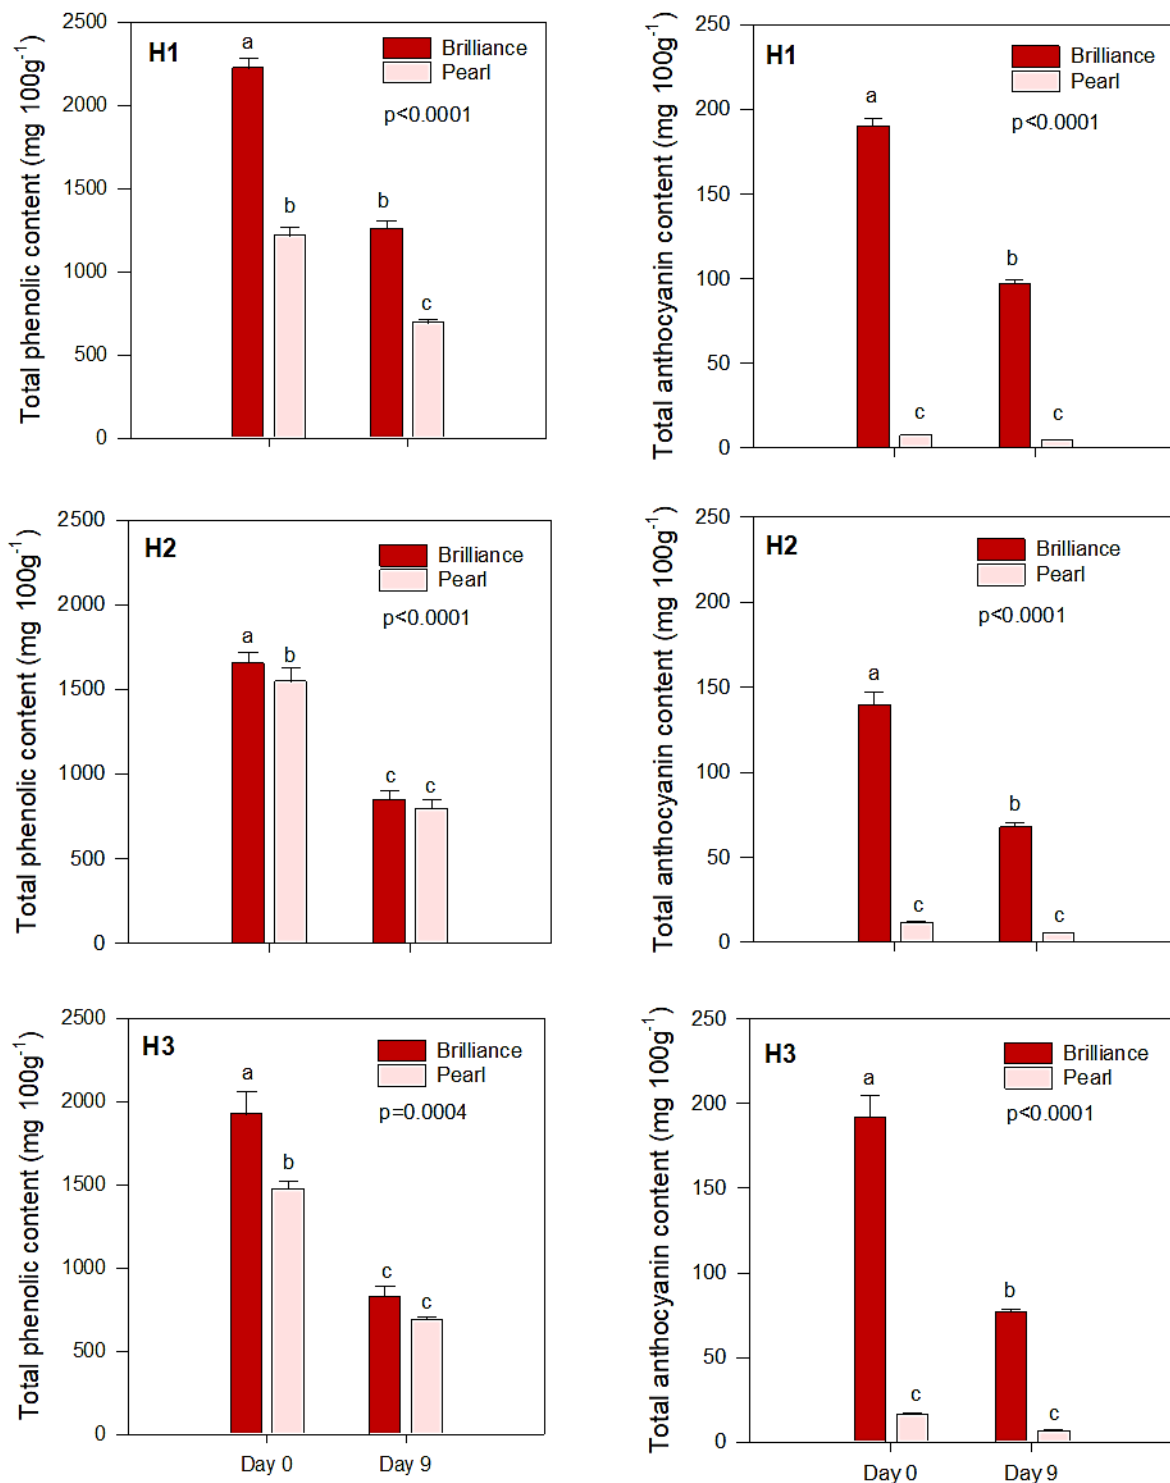 Total phenolic content (mg 100g⁻¹)
2500
2000
1500
1000
500
0
H1
Brilliance
Pearl
p<0.0001
a
b
b
c
Total anthocyanin content (mg 100g⁻¹)
250
200
150
100
50
0
H1
Brilliance
Pearl
p<0.0001
a
c
b
c
Total phenolic content (mg 100g⁻¹)
2500
2000
1500
1000
500
0
H2
Brilliance
Pearl
p<0.0001
a
b
c
c
Total anthocyanin content (mg 100g⁻¹)
250
200
150
100
50
0
H2
Brilliance
Pearl
p<0.0001
a
c
b
c
Total phenolic content (mg 100g⁻¹)
2500
2000
1500
1000
500
0
H3
Brilliance
Pearl
p=0.0004
a
b
c
c
Day 0
Day 9
Total anthocyanin content (mg 100g⁻¹)
250
200
150
100
50
0
H3
Brilliance
Pearl
p<0.0001
a
c
b
c
Day 0
Day 9